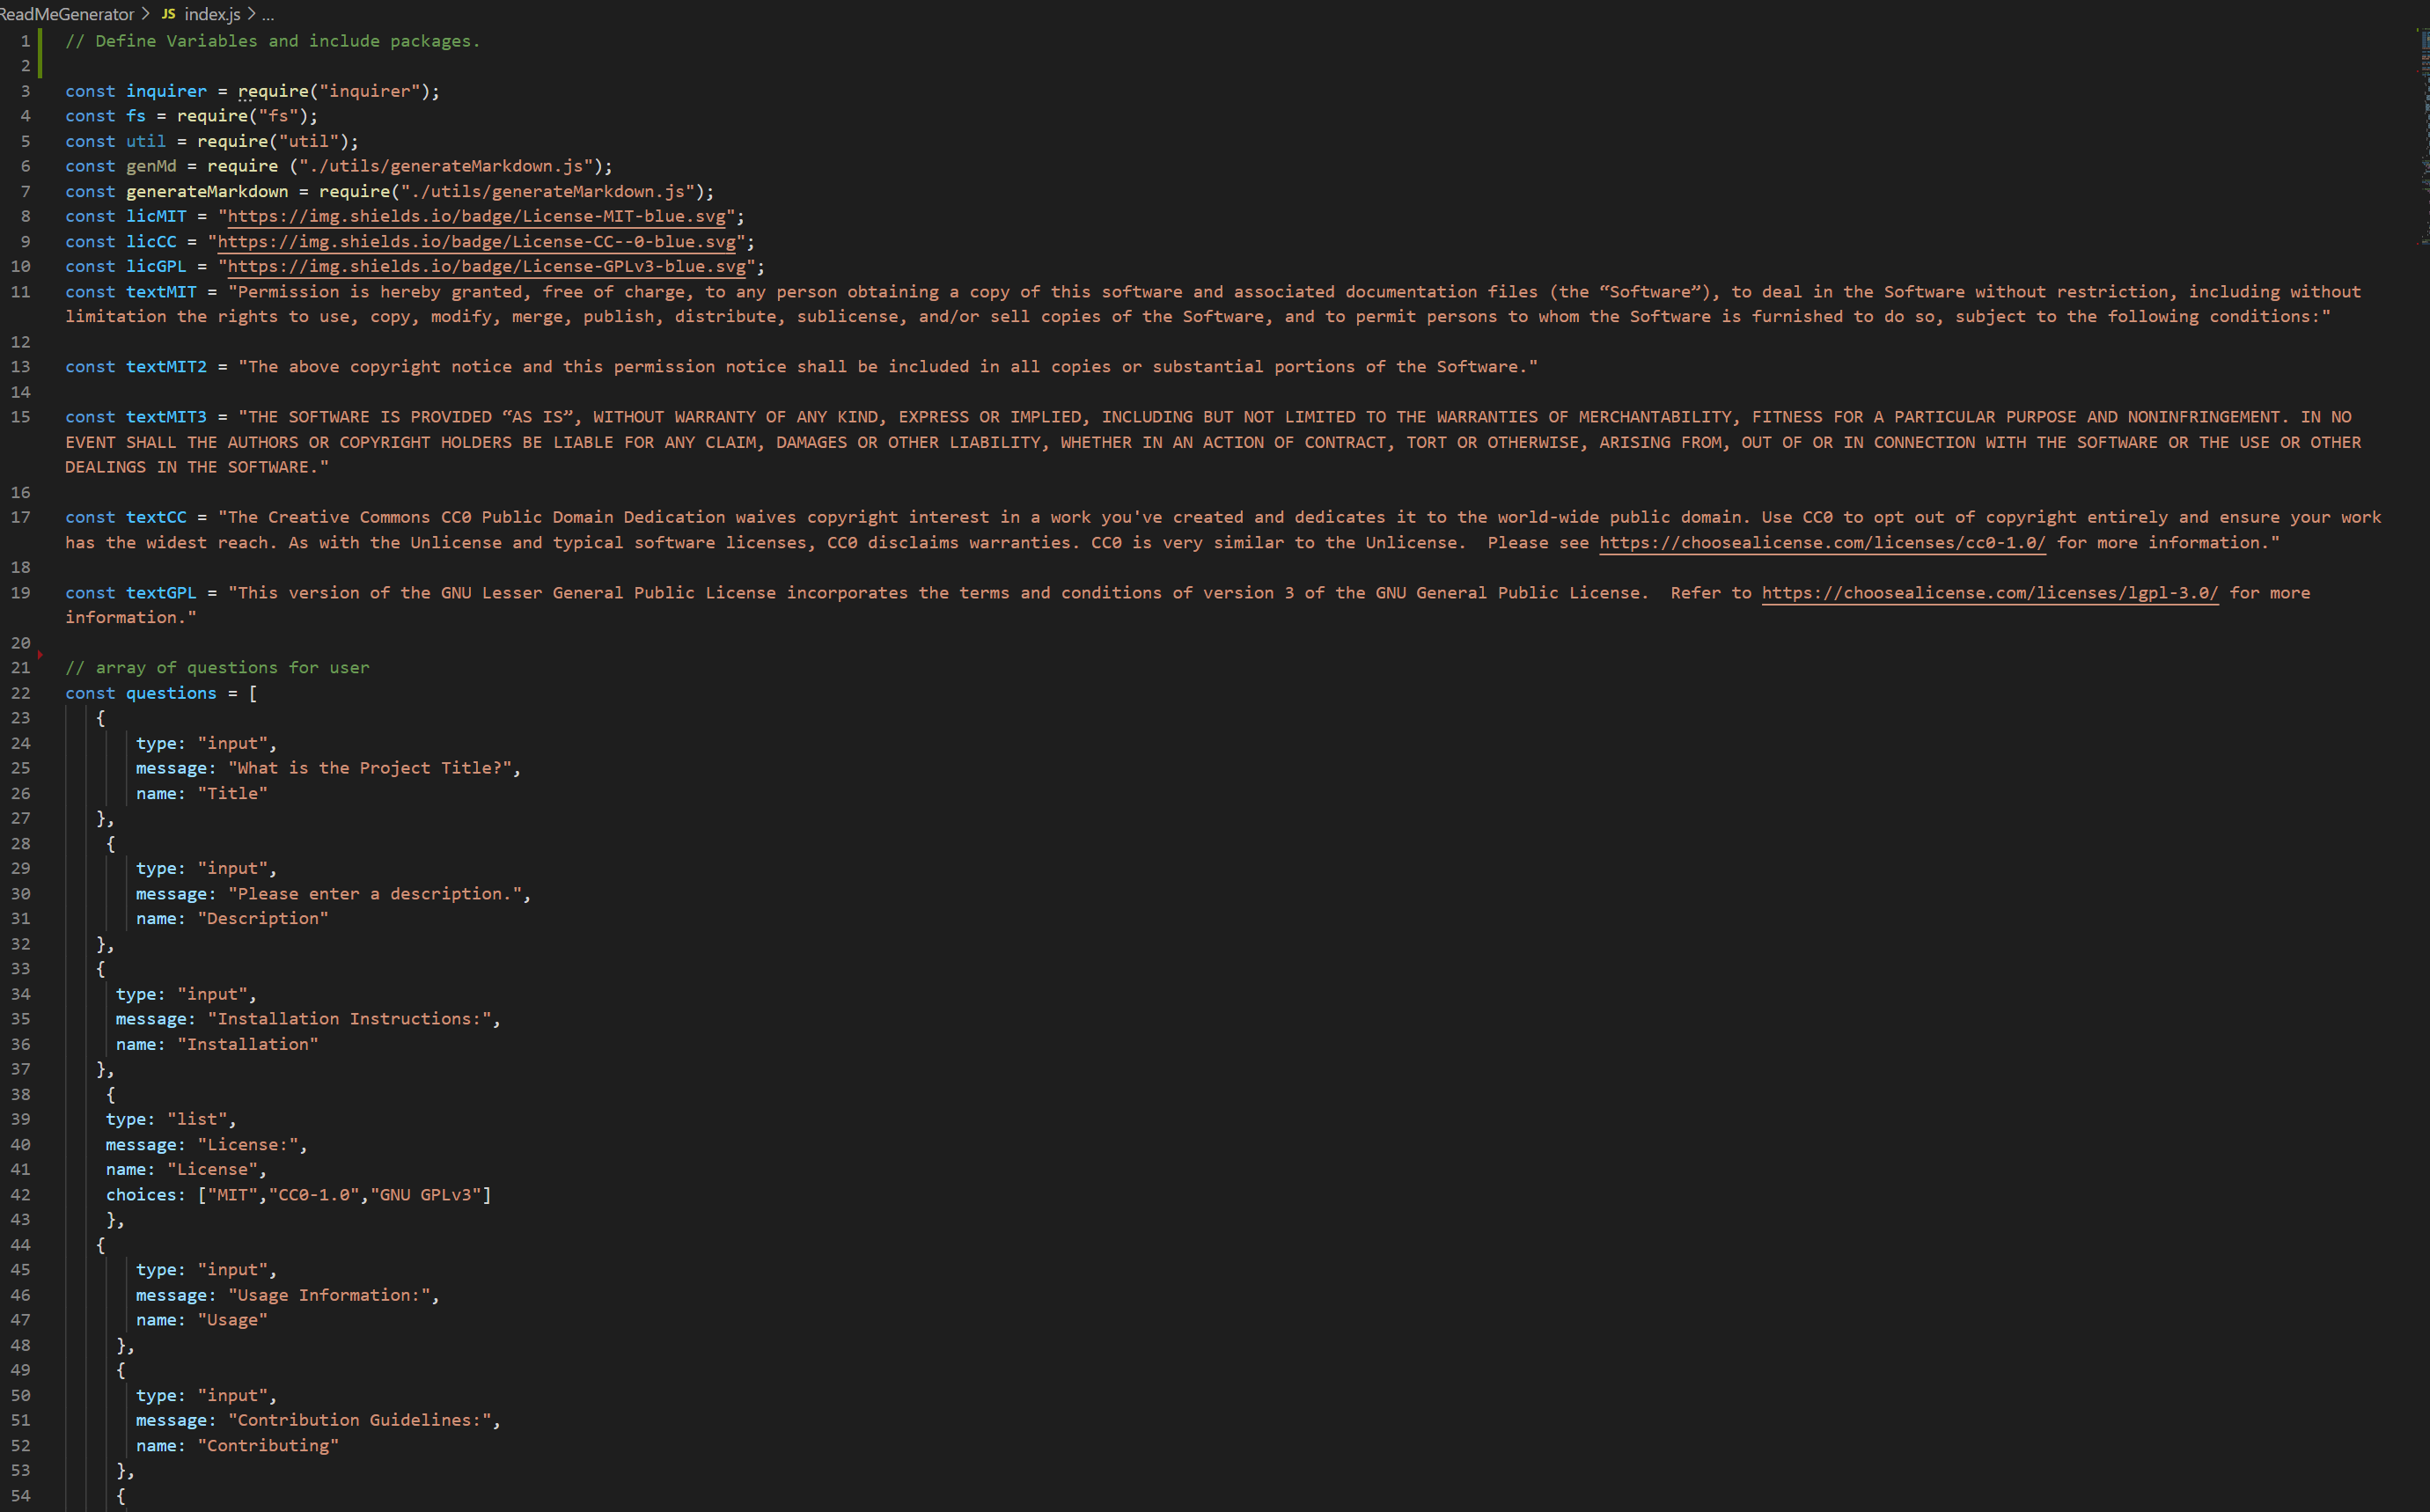 ReadMeGenerator > JS index.js > ...
1 // Define Variables and include packages.
2
3 const inquirer = require("inquirer");
4 const fs = require("fs");
5 const util = require("util");
6 const genMd = require ("./utils/generateMarkdown.js");
7 const generateMarkdown = require("./utils/generateMarkdown.js");
8 const licMIT = "https://img.shields.io/badge/License-MIT-blue.svg";
9 const licCC = "https://img.shields.io/badge/License-CC--0-blue.svg";
10 const licGPL = "https://img.shields.io/badge/License-GPLv3-blue.svg";
11 const textMIT = "Permission is hereby granted, free of charge, to any person obtaining a copy of this software and associated documentation files (the “Software”), to deal in the Software without restriction, including without
limitation the rights to use, copy, modify, merge, publish, distribute, sublicense, and/or sell copies of the Software, and to permit persons to whom the Software is furnished to do so, subject to the following conditions:"
12
13 const textMIT2 = "The above copyright notice and this permission notice shall be included in all copies or substantial portions of the Software."
14
15 const textMIT3 = "THE SOFTWARE IS PROVIDED “AS IS”, WITHOUT WARRANTY OF ANY KIND, EXPRESS OR IMPLIED, INCLUDING BUT NOT LIMITED TO THE WARRANTIES OF MERCHANTABILITY, FITNESS FOR A PARTICULAR PURPOSE AND NONINFRINGEMENT. IN NO
EVENT SHALL THE AUTHORS OR COPYRIGHT HOLDERS BE LIABLE FOR ANY CLAIM, DAMAGES OR OTHER LIABILITY, WHETHER IN AN ACTION OF CONTRACT, TORT OR OTHERWISE, ARISING FROM, OUT OF OR IN CONNECTION WITH THE SOFTWARE OR THE USE OR OTHER
DEALINGS IN THE SOFTWARE."
16
17 const textCC = "The Creative Commons CC0 Public Domain Dedication waives copyright interest in a work you've created and dedicates it to the world-wide public domain. Use CC0 to opt out of copyright entirely and ensure your work
has the widest reach. As with the Unlicense and typical software licenses, CC0 disclaims warranties. CC0 is very similar to the Unlicense.  Please see https://choosealicense.com/licenses/cc0-1.0/ for more information."
18
19 const textGPL = "This version of the GNU Lesser General Public License incorporates the terms and conditions of version 3 of the GNU General Public License.  Refer to https://choosealicense.com/licenses/lgpl-3.0/ for more
information."
20
21 // array of questions for user
22 const questions = [
23 {
24 type: "input",
25 message: "What is the Project Title?",
26 name: "Title"
27 },
28 {
29 type: "input",
30 message: "Please enter a description.",
31 name: "Description"
32 },
33 {
34 type: "input",
35 message: "Installation Instructions:",
36 name: "Installation"
37 },
38 {
39 type: "list",
40 message: "License:",
41 name: "License",
42 choices: ["MIT","CC0-1.0","GNU GPLv3"]
43 },
44 {
45 type: "input",
46 message: "Usage Information:",
47 name: "Usage"
48 },
49 {
50 type: "input",
51 message: "Contribution Guidelines:",
52 name: "Contributing"
53 },
54 {